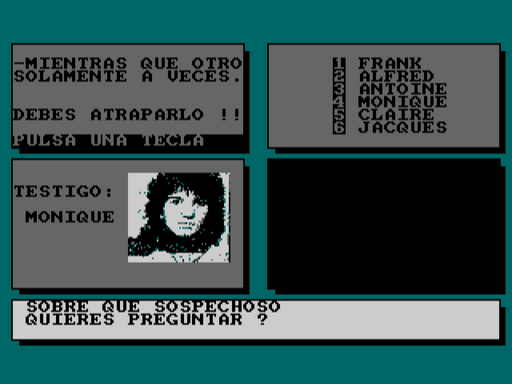 -MIENTRAS QUE OTRO
SOLAMENTE A VECES.
DEBES ATRAPARLO !!
PULSA UNA TECLA
1 FRANK
2 ALFRED
3 ANTOINE
4 MONIQUE
5 CLAIRE
6 JACQUES
TESTIGO:
MONIQUE
SOBRE QUE SOSPECHOSO
QUIERES PREGUNTAR ?